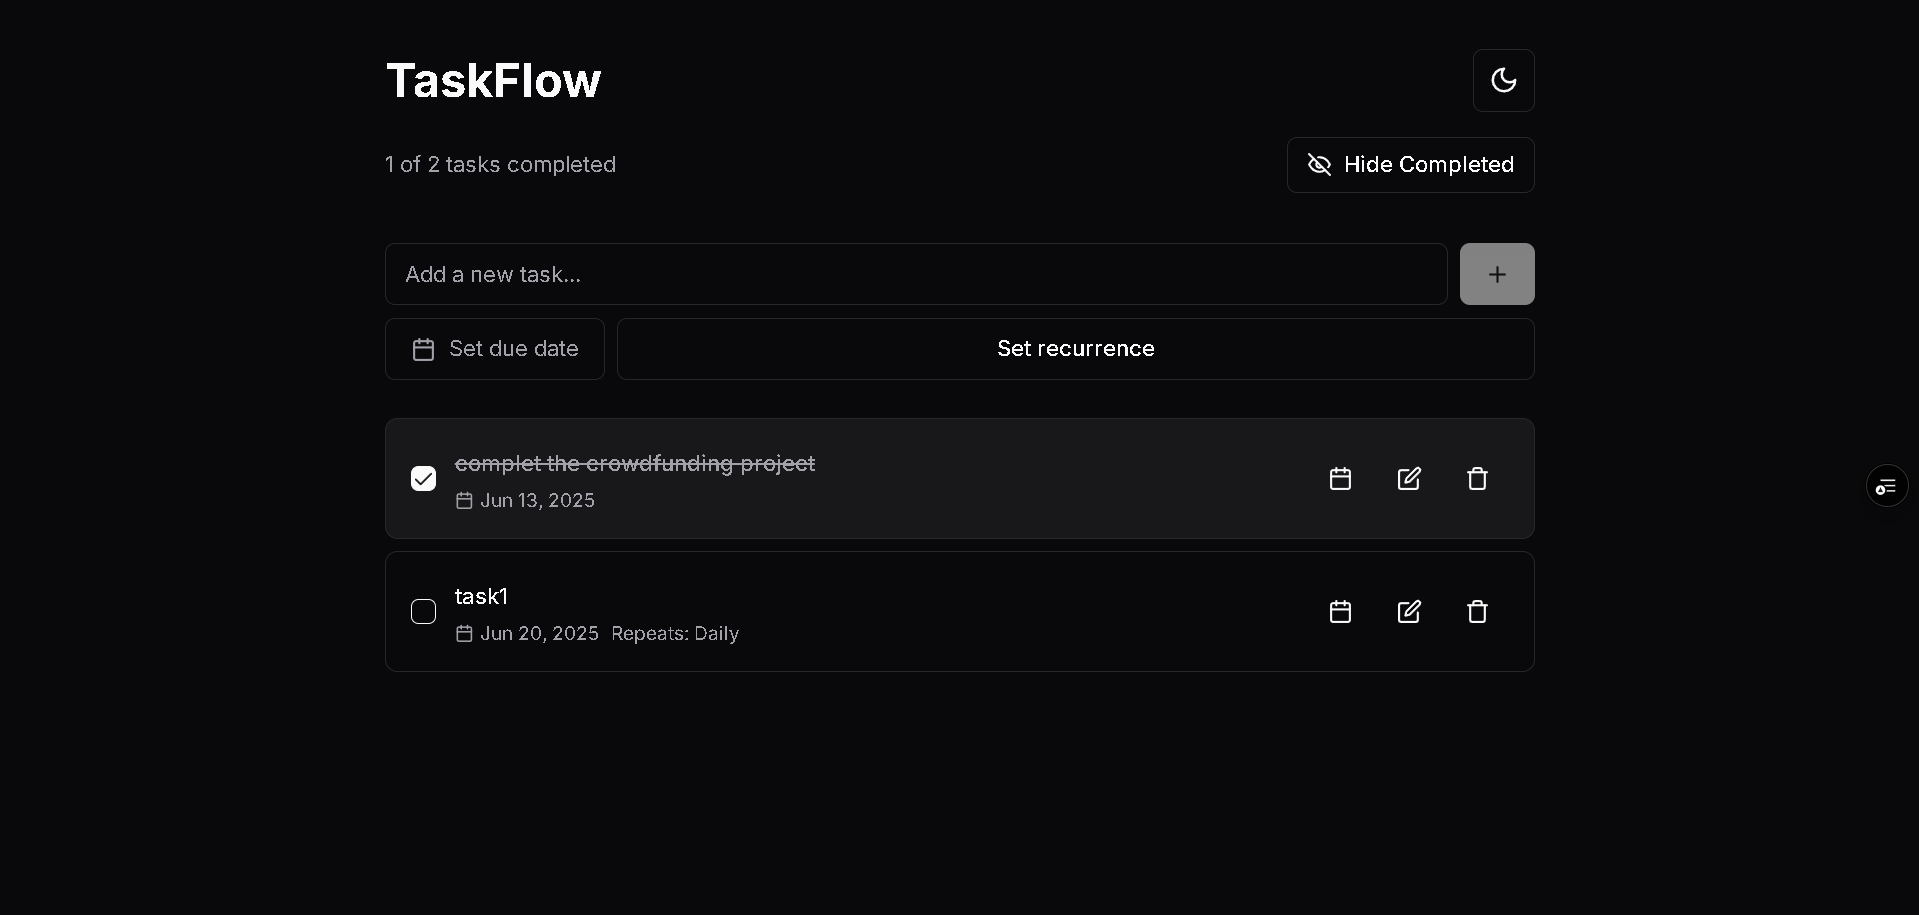 TaskFlow
1 of 2 tasks completed
Hide Completed
Add a new task...
+
Set due date
Set recurrence
complet the crowdfunding project
Jun 13, 2025
task1
Jun 20, 2025 Repeats: Daily